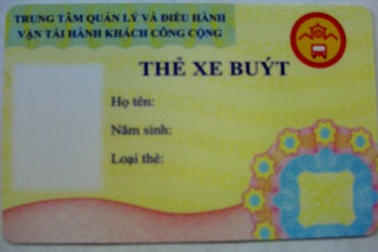 TRUNG TÂM QUẢN LÝ VÀ ĐIỀU HÀNH
VẬN TẢI HÀNH KHÁCH CÔNG CỘNG
THẺ XE BUÝT
Họ tên:
Năm sinh:
Loại thẻ: